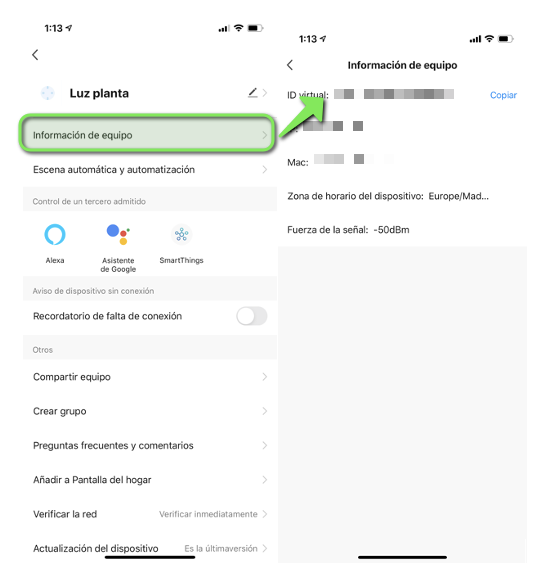 1:13
Luz planta
Información de equipo
Escena automática y automatización
Control de un tercero admitido
Alexa
Asistente
de Google
SmartThings
Aviso de dispositivo sin conexión
Recordatorio de falta de conexión
Otros
Compartir equipo
Crear grupo
Preguntas frecuentes y comentarios
Añadir a Pantalla del hogar
Verificar la red Verificar inmediatamente
Actualización del dispositivo Es la últimaversión
1:13
Información de equipo
ID virtual: Copiar
Mac:
Zona de horario del dispositivo: Europe/Mad...
Fuerza de la señal: -50dBm